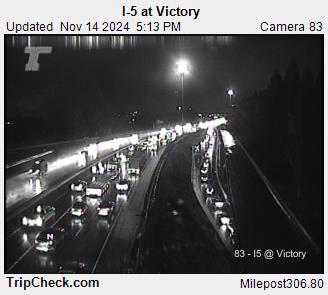 I-5 at Victory
Updated Nov 14 2024 5:13 PM Camera 83
T
N
83 - I5 @ Victory
TripCheck.com Milepost306.80